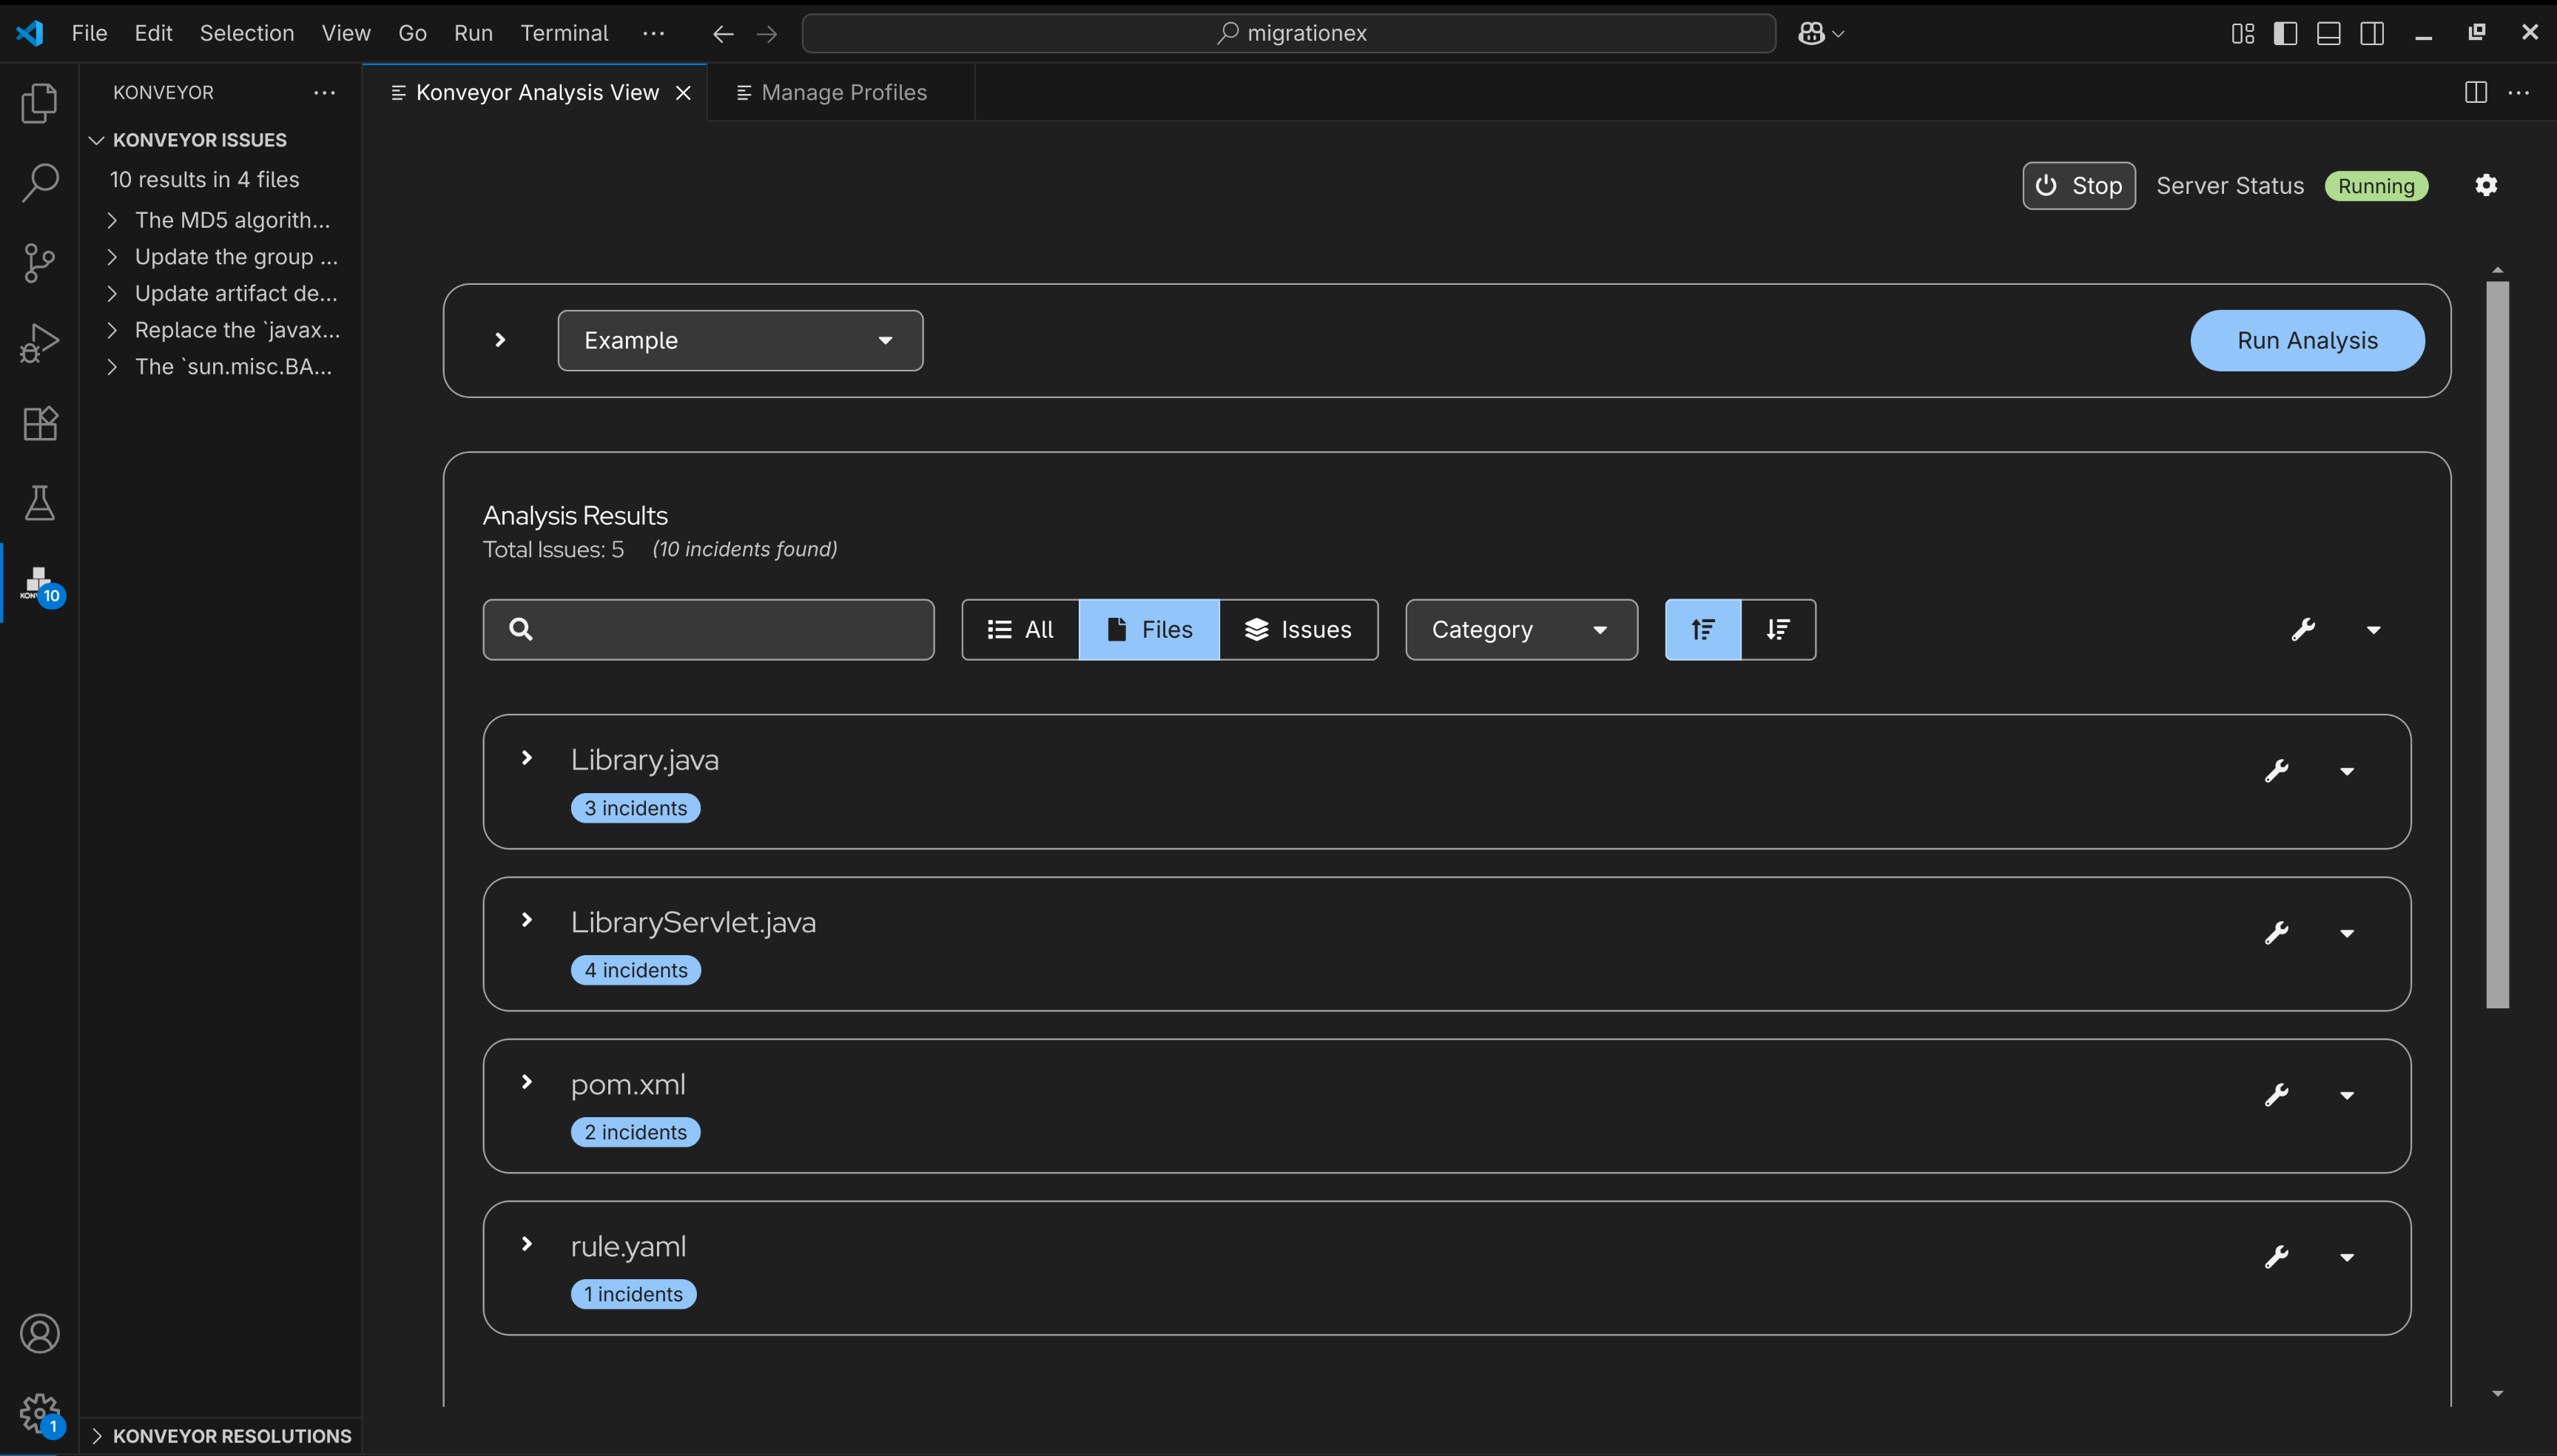 File Edit Selection View Go Run Terminal ··· migrationex
KONVEYOR ···
KONVEYOR ISSUES
10 results in 4 files
The MD5 algorith...
Update the group ...
Update artifact de...
Replace the `javax...
The `sun.misc.BA...
10
1
KONVEYOR RESOLUTIONS
Konveyor Analysis View
Manage Profiles
Stop Server Status Running
Example
Run Analysis
Analysis Results
Total Issues: 5 (10 incidents found)
All Files Issues Category
Library.java
3 incidents
LibraryServlet.java
4 incidents
pom.xml
2 incidents
rule.yaml
1 incidents